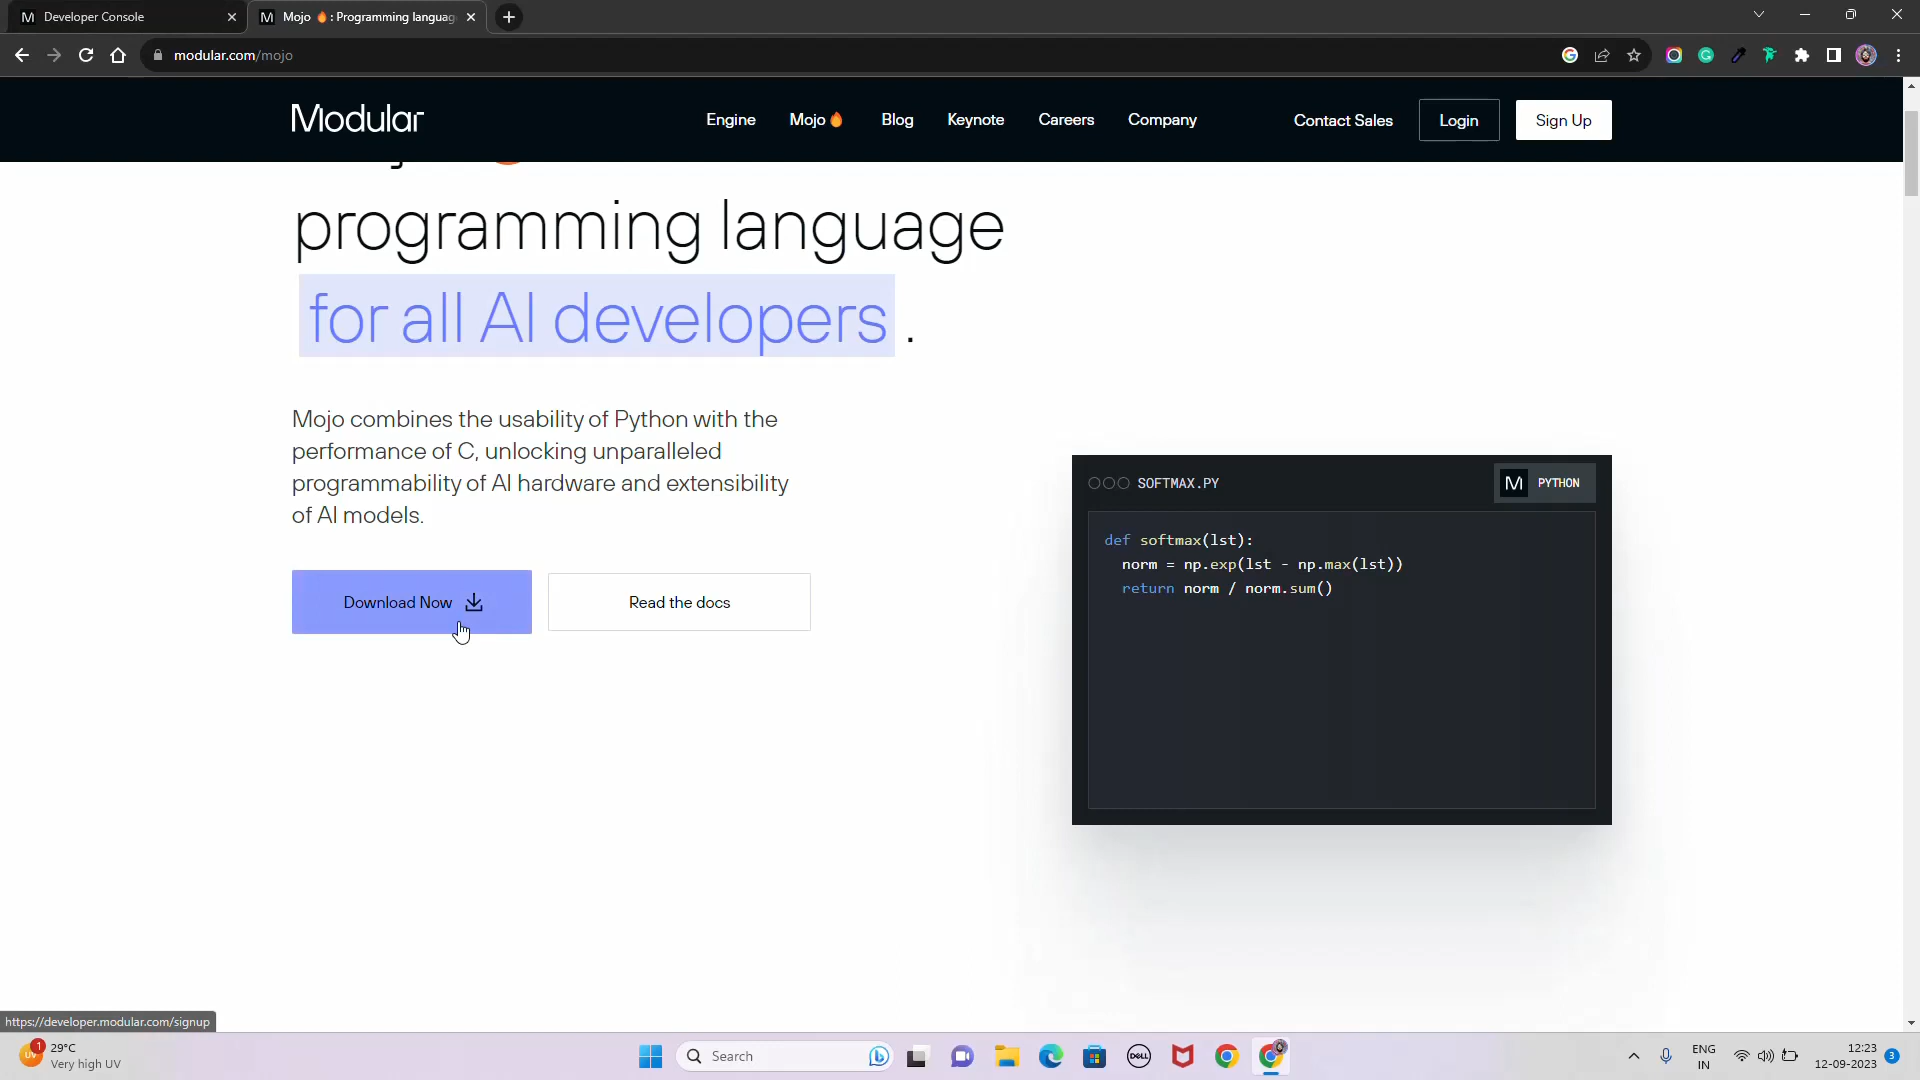 Developer Console
Mojo 🔥: Programming languag
modular.com/mojo
Modular
Engine
Mojo🔥
Blog
Keynote
Careers
Company
Contact Sales
Login
Sign Up
programming language
for all AI developers .
Mojo combines the usability of Python with the
performance of C, unlocking unparalleled
programmability of AI hardware and extensibility
of AI models.
Download Now
Read the docs
SOFTMAX.PY
M PYTHON
def softmax(lst):
norm = np.exp(lst - np.max(lst))
return norm / norm.sum()
https://developer.modular.com/signup
UV
1
29°C
Very high UV
Search
DELL
ENG
IN
12:23
12-09-2023
3